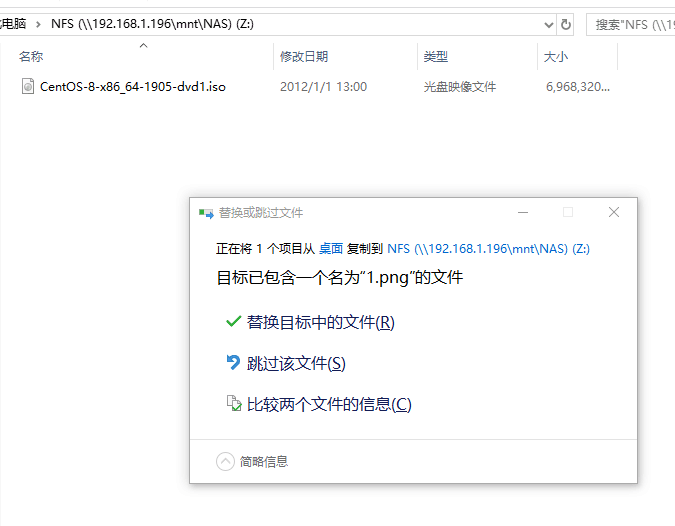 电脑 › NFS (\\192.168.1.196\mnt\NAS) (Z:)
搜索"NFS (\\19
名称 修改日期 类型 大小
CentOS-8-x86_64-1905-dvd1.iso 2012/1/1 13:00 光盘映像文件 6,968,320...
替换或跳过文件
正在将 1 个项目从 桌面 复制到 NFS (\\192.168.1.196\mnt\NAS) (Z:)
目标已包含一个名为“1.png”的文件
替换目标中的文件(R)
跳过该文件(S)
比较两个文件的信息(C)
简略信息